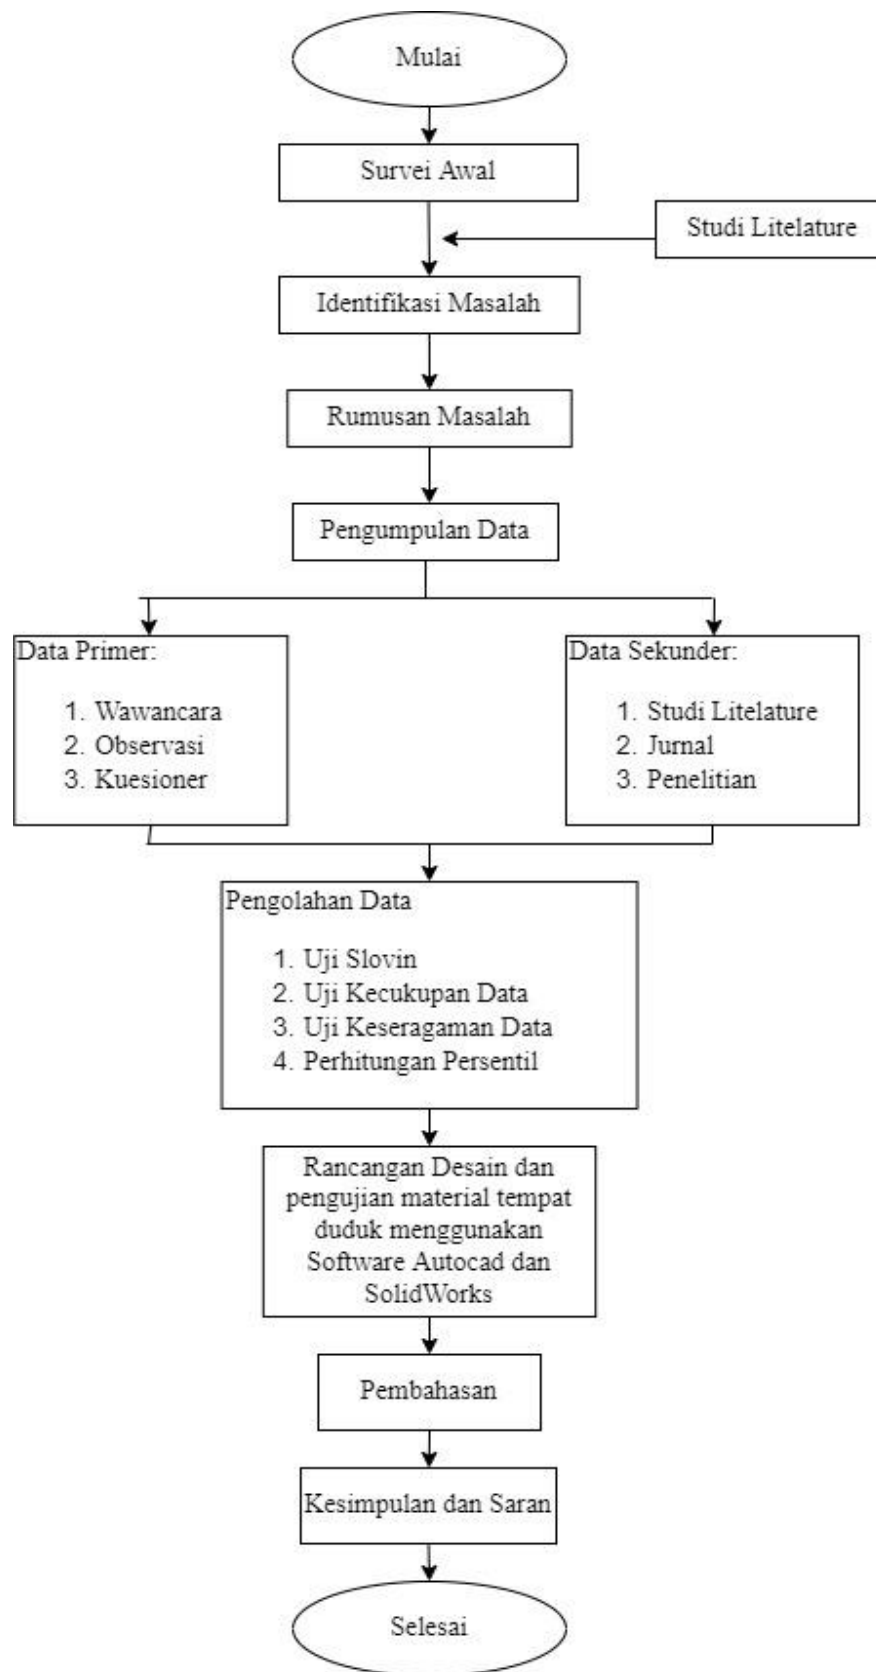 Mulai
Survei Awal
Studi Litelature
Identifikasi Masalah
Rumusan Masalah
Pengumpulan Data
Data Primer:
1. Wawancara
2. Observasi
3. Kuesioner
Data Sekunder:
1. Studi Litelature
2. Jurnal
3. Penelitian
Pengolahan Data
1. Uji Slovin
2. Uji Kecukupan Data
3. Uji Keseragaman Data
4. Perhitungan Persentil
Rancangan Desain dan
pengujian material tempat
duduk menggunakan
Software Autocad dan
SolidWorks
Pembahasan
Kesimpulan dan Saran
Selesai